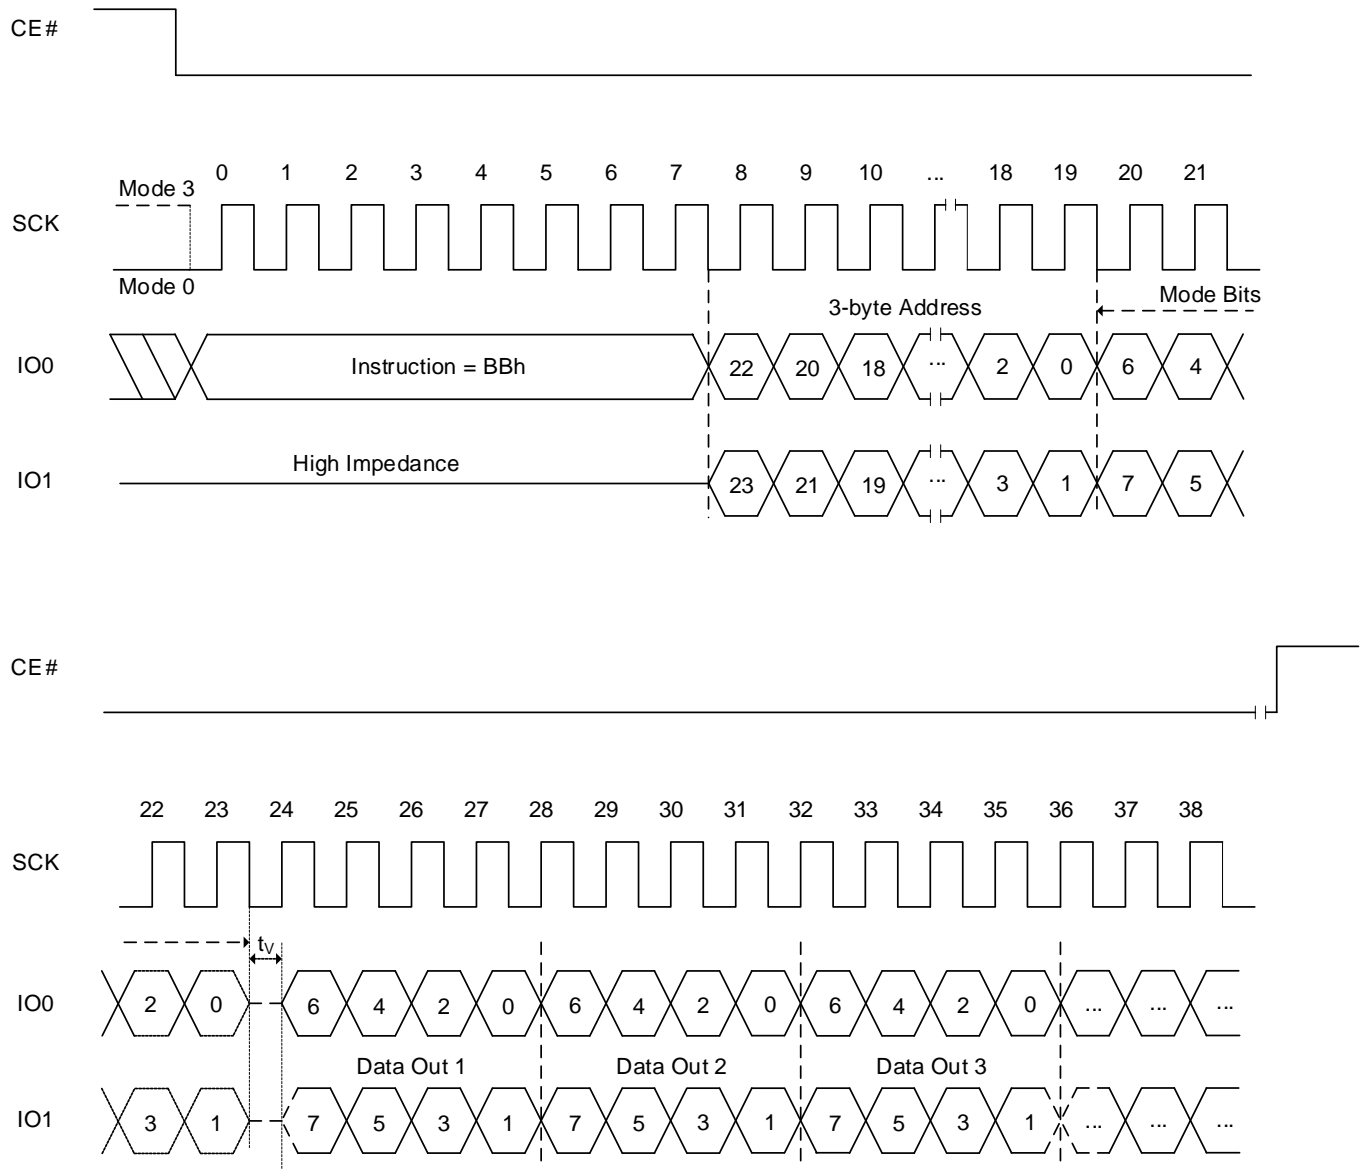 CE#
0 1 2 3 4 5 6 7 8 9 10 ... 18 19 20 21
Mode 3
SCK
Mode 0
3-byte Address
Mode Bits
IO0 Instruction = BBh 22 20 18 ... 2 0 6 4
High Impedance
IO1 23 21 19 ... 3 1 7 5
CE#
22 23 24 25 26 27 28 29 30 31 32 33 34 35 36 37 38
SCK
tV
IO0 2 0 6 4 2 0 6 4 2 0 6 4 2 0 ... ... ...
Data Out 1 Data Out 2 Data Out 3
IO1 3 1 7 5 3 1 7 5 3 1 7 5 3 1 ... ... ...